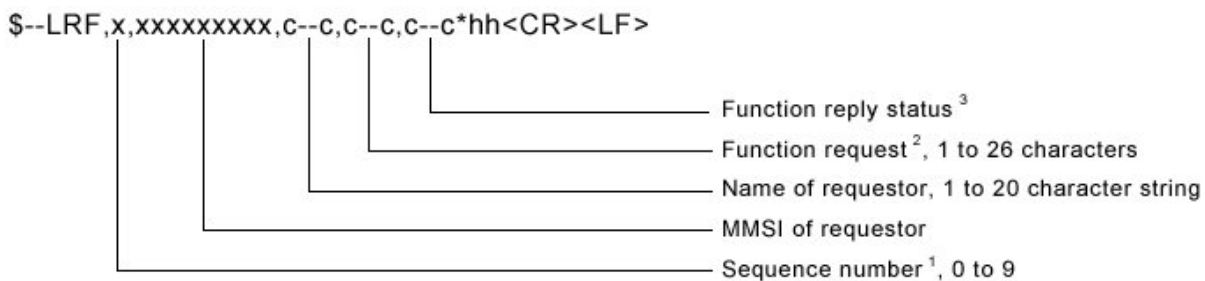 $--LRF,x,xxxxxxxxx,c--c,c--c,c--c*hh<CR><LF>
Function reply status 3
Function request 2, 1 to 26 characters
Name of requestor, 1 to 20 character string
MMSI of requestor
Sequence number 1, 0 to 9